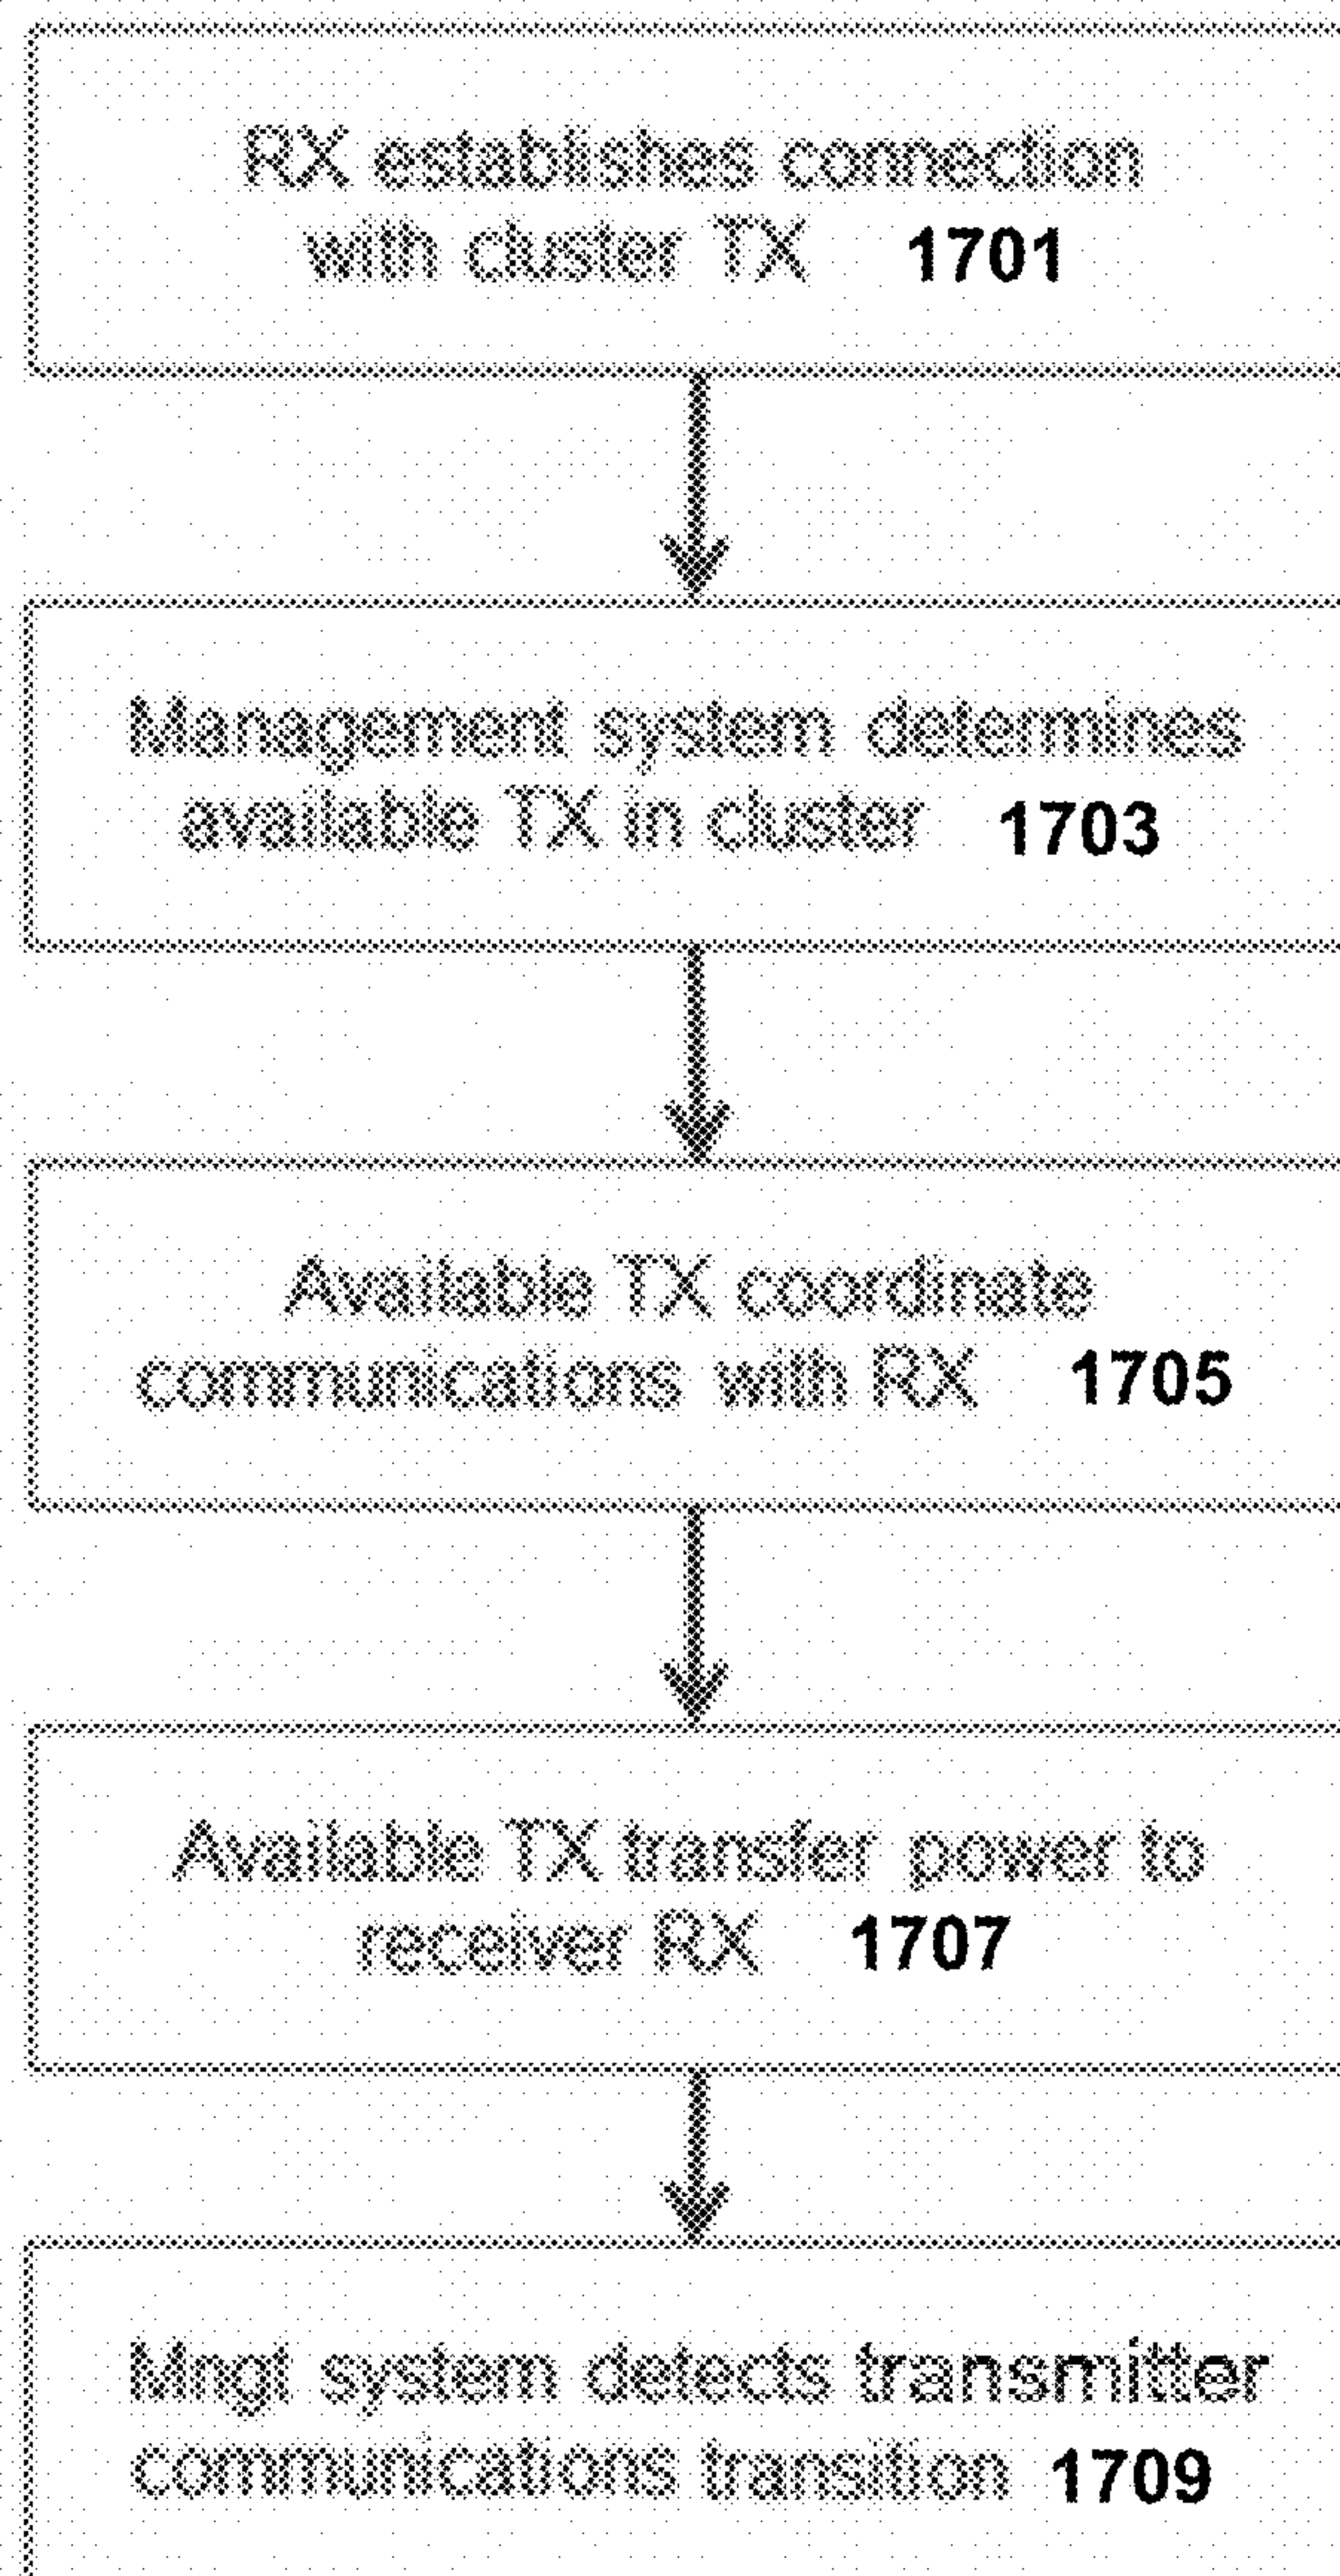 RX establishes connection
with cluster TX 1701
Management system determines
available TX in cluster 1703
Available TX coordinate
communications with RX 1705
Available TX transfer power to
receiver RX 1707
Mngt system detects transmitter
communications transition 1709